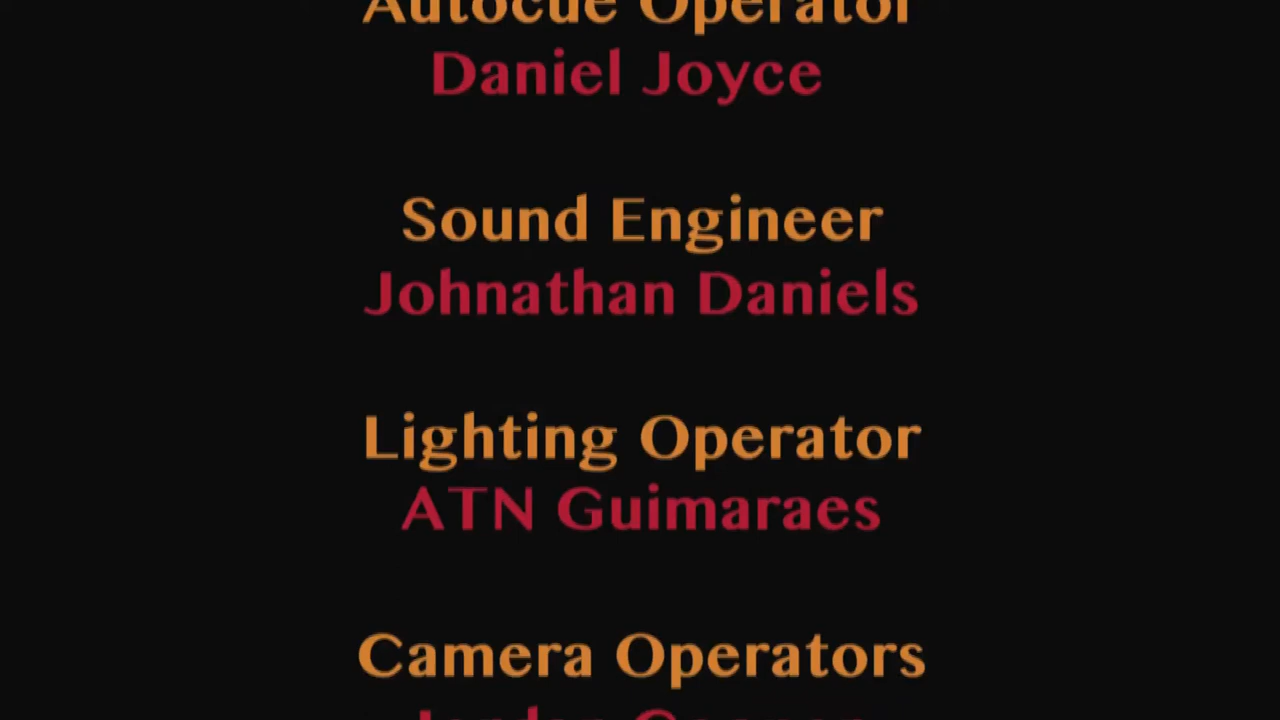 Autocue Operator
Daniel Joyce
Sound Engineer
Johnathan Daniels
Lighting Operator
ATN Guimaraes
Camera Operators